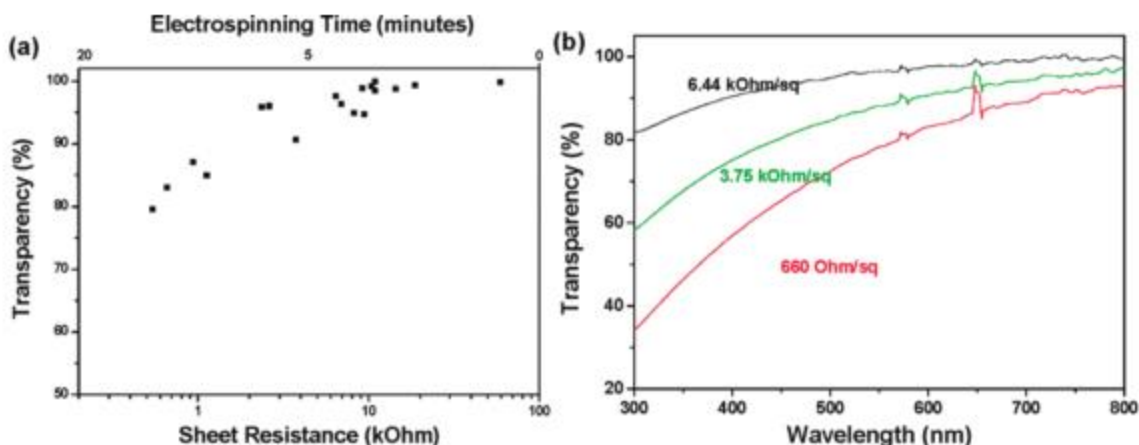 Electrospinning Time (minutes)
(a)
20 5 0
100
90
80
70
60
50
Transparency (%)
1 10 100
Sheet Resistance (kOhm)
(b)
100
80
60
40
20
Transparency (%)
6.44 kOhm/sq
3.75 kOhm/sq
660 Ohm/sq
300 400 500 600 700 800
Wavelength (nm)